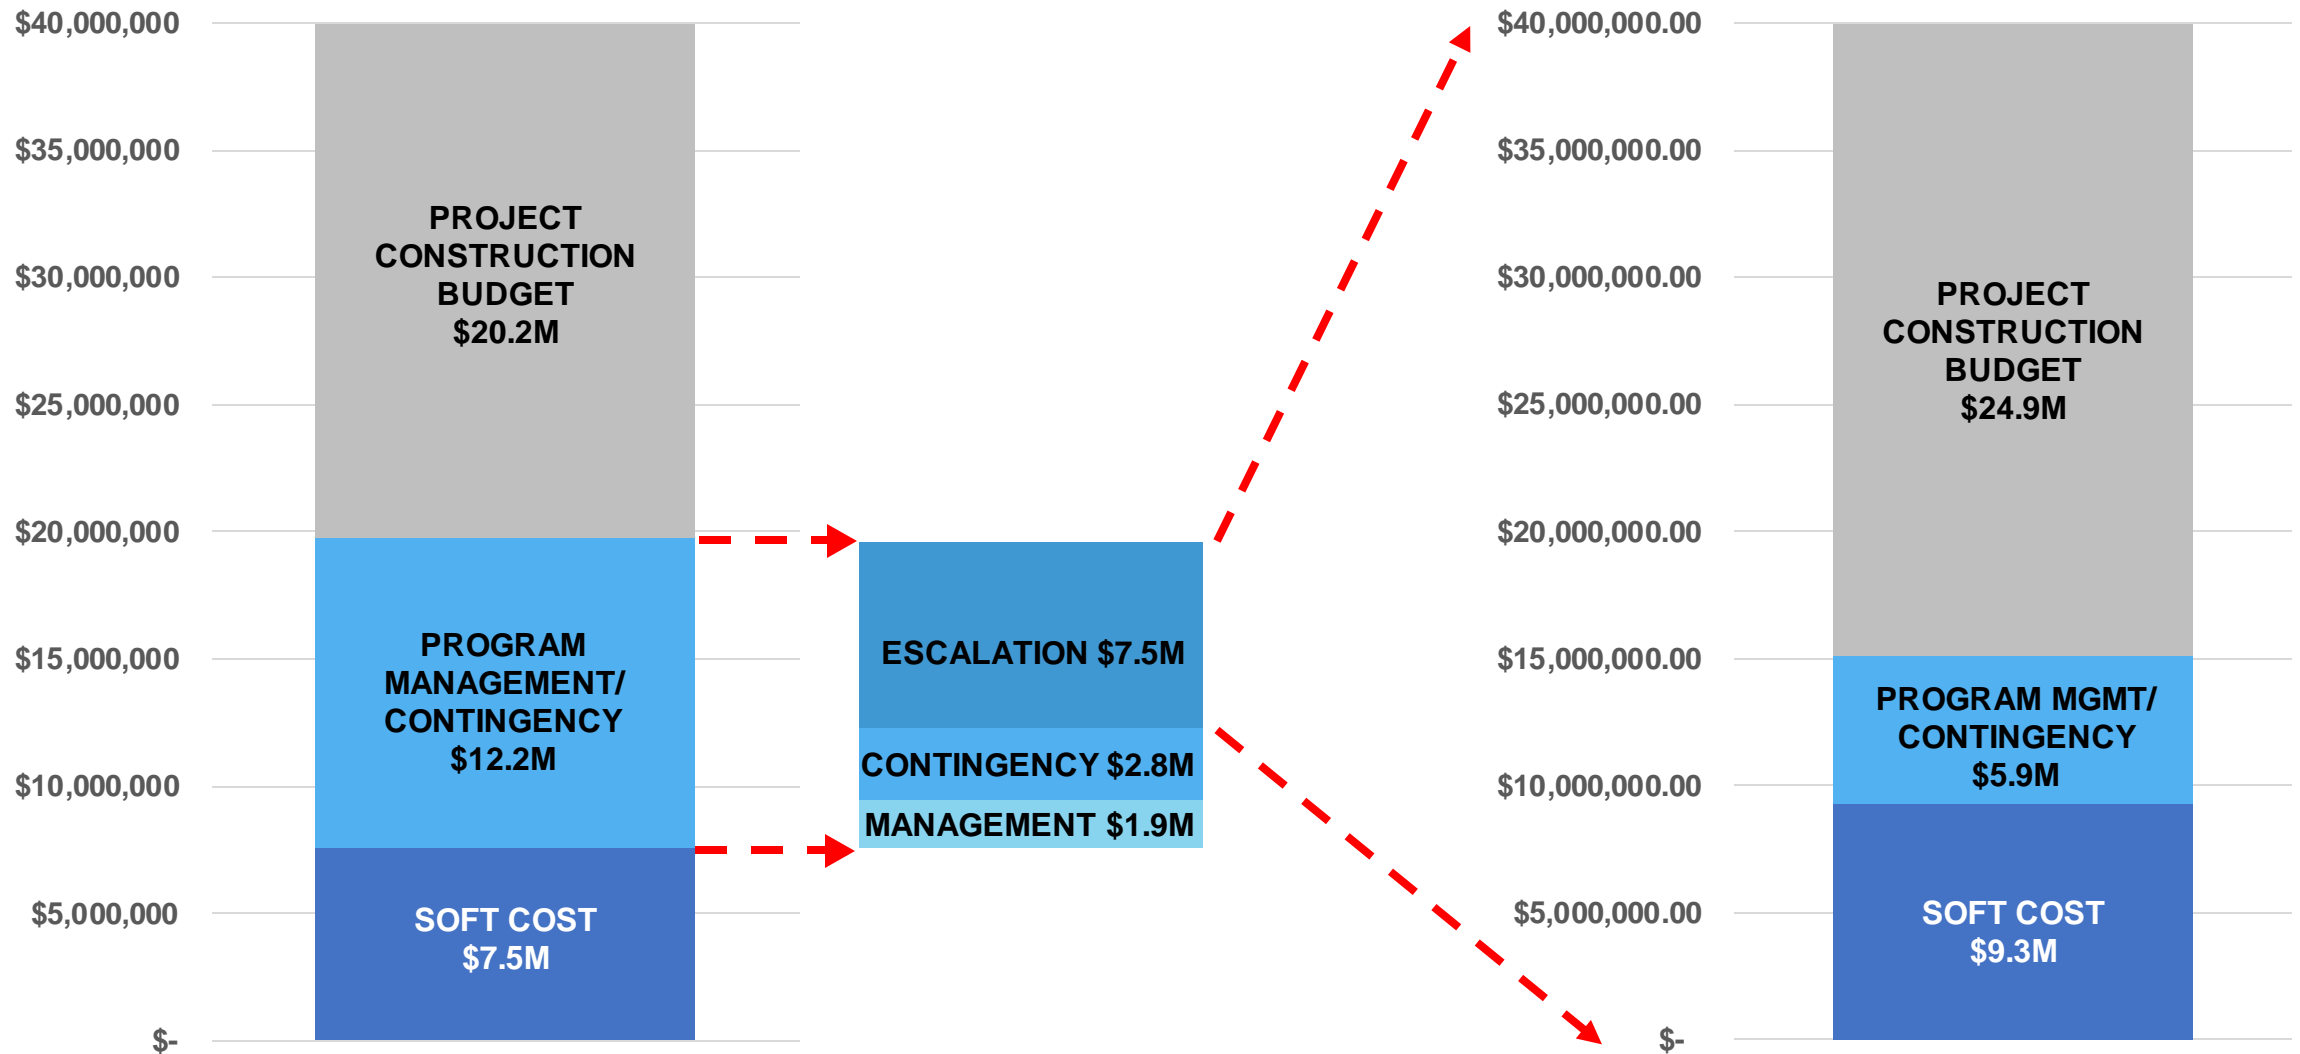 $40,000,000
$35,000,000
$30,000,000
$25,000,000
$20,000,000
$15,000,000
$10,000,000
$5,000,000
$-
PROJECT
CONSTRUCTION
BUDGET
$20.2M
PROGRAM
MANAGEMENT/
CONTINGENCY
$12.2M
SOFT COST
$7.5M
ESCALATION $7.5M
CONTINGENCY $2.8M
MANAGEMENT $1.9M
$40,000,000.00
$35,000,000.00
$30,000,000.00
$25,000,000.00
$20,000,000.00
$15,000,000.00
$10,000,000.00
$5,000,000.00
$-
PROJECT
CONSTRUCTION
BUDGET
$24.9M
PROGRAM MGMT/
CONTINGENCY
$5.9M
SOFT COST
$9.3M